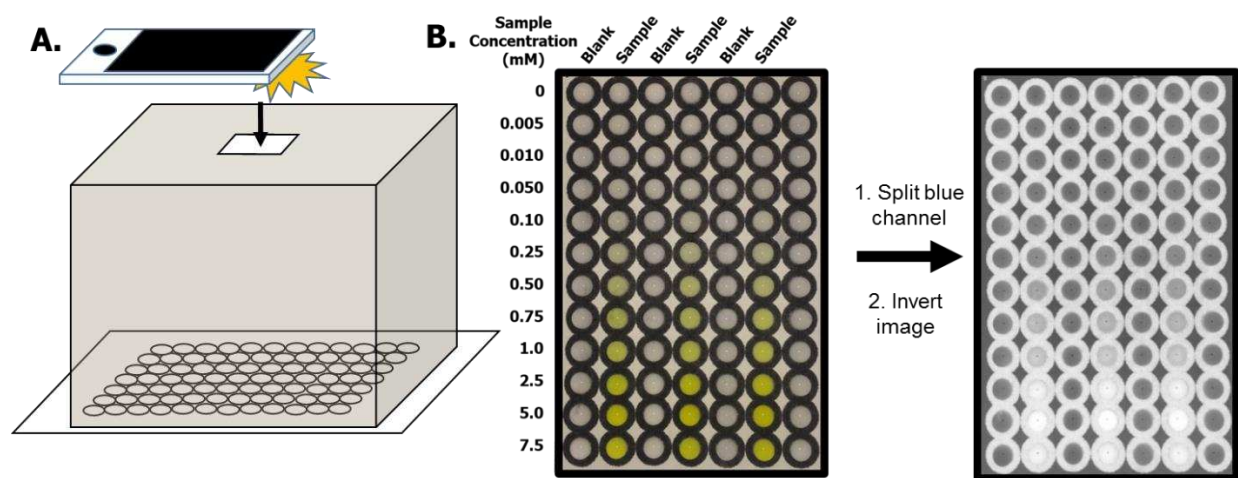 A.
B.
Sample
Concentration
(mM)
Blank
Sample
Blank
Sample
Blank
Sample
0
0.005
0.010
0.050
0.10
0.25
0.50
0.75
1.0
2.5
5.0
7.5
1. Split blue
channel
2. Invert
image